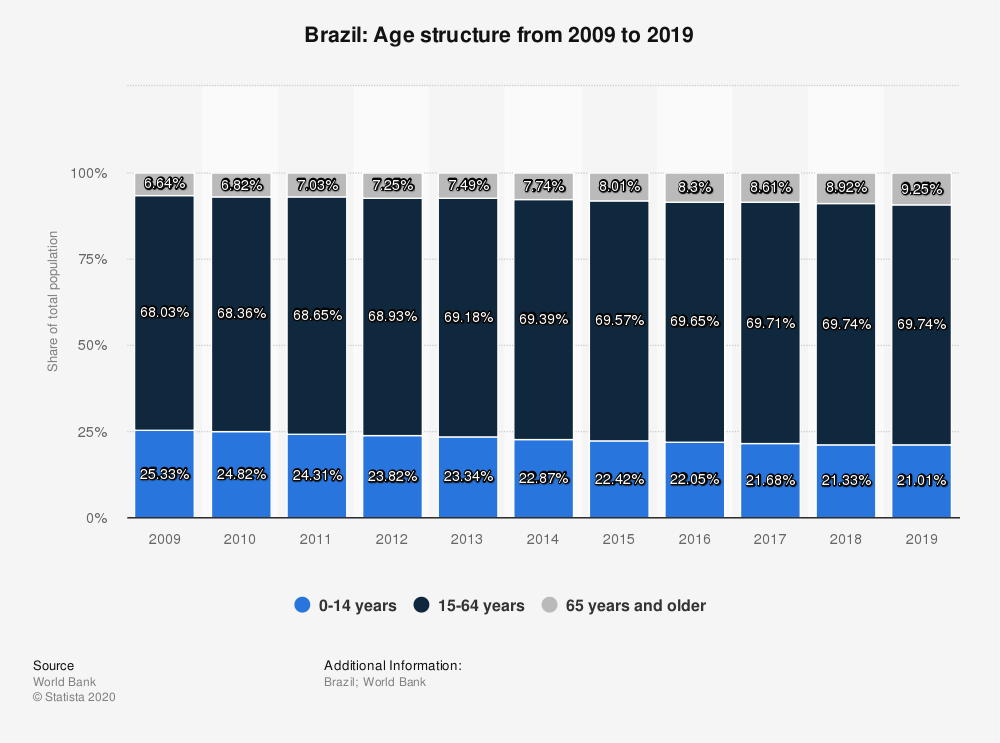 Brazil: Age structure from 2009 to 2019
Share of total population
100%
75%
50%
25%
0%
6.64% 6.82% 7.03% 7.25% 7.49% 7.74% 8.01% 8.3% 8.61% 8.92% 9.25%
68.03% 68.36% 68.65% 68.93% 69.18% 69.39% 69.57% 69.65% 69.71% 69.74% 69.74%
25.33% 24.82% 24.31% 23.82% 23.34% 22.87% 22.42% 22.05% 21.68% 21.33% 21.01%
2009 2010 2011 2012 2013 2014 2015 2016 2017 2018 2019
0-14 years 15-64 years 65 years and older
Source
World Bank
© Statista 2020
Additional Information:
Brazil; World Bank